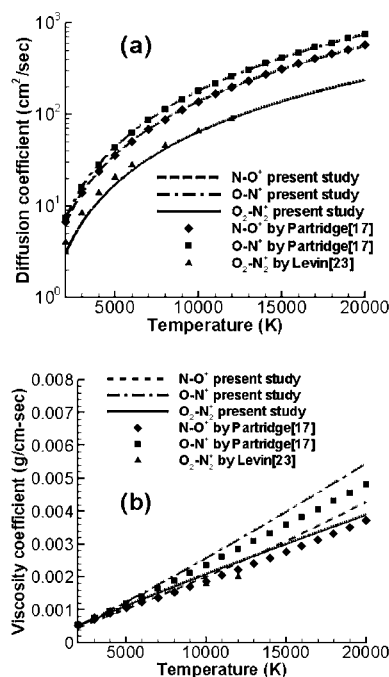 (a)
Diffusion coefficient (cm²/sec)
10³
10²
10¹
10⁰
N-O⁺ present study
O-N⁺ present study
O₂-N₂⁺ present study
N-O⁺ by Partridge[17]
O-N⁺ by Partridge[17]
O₂-N₂⁺ by Levin[23]
5000 10000 15000 20000
Temperature (K)
0.008
0.007
0.006
0.005
0.004
0.003
0.002
0.001
0
Viscosity coefficient (g/cm-sec)
N-O⁺ present study
O-N⁺ present study
O₂-N₂⁺ present study
N-O⁺ by Partridge[17]
O-N⁺ by Partridge[17]
O₂-N₂⁺ by Levin[23]
(b)
5000 10000 15000 20000
Temperature (K)